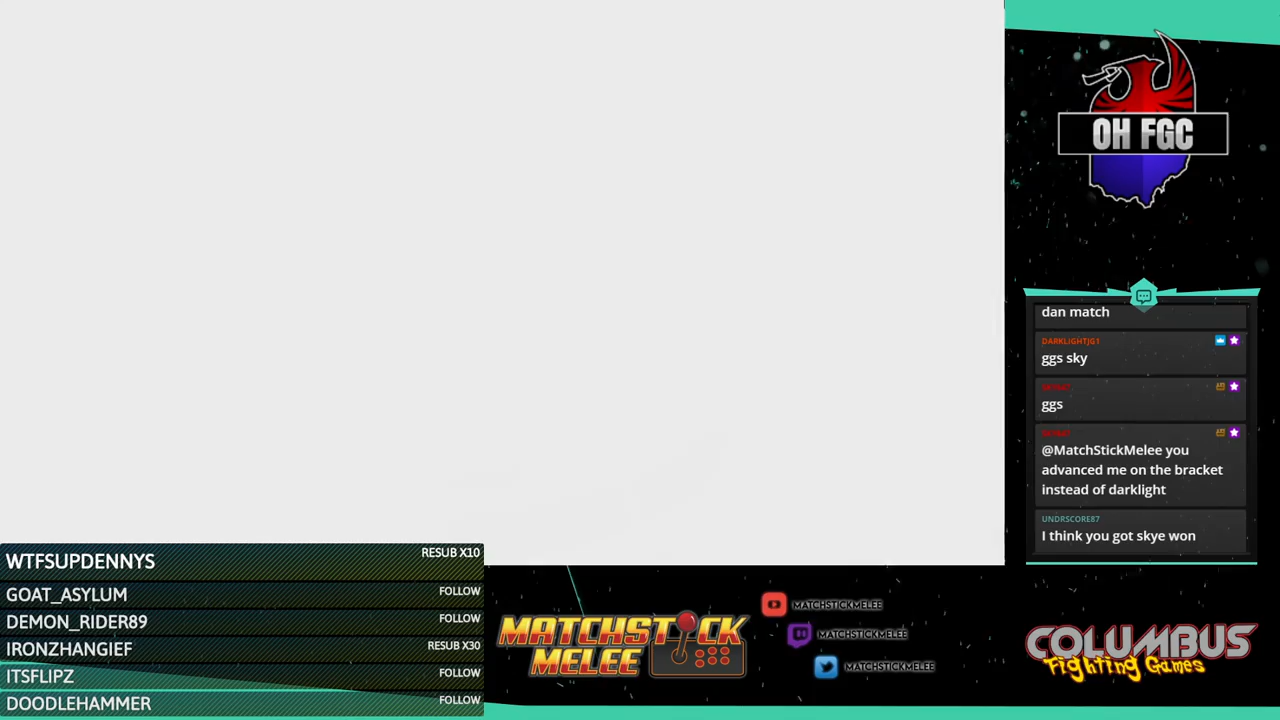 OH FGC
dan match
DARKLIGHTJG1
ggs sky
ggs
@MatchStickMelee you
advanced me on the bracket
instead of darklight
UNDRSCORE87
I think you got skye won
WTFSUPDENNYS RESUB X10
GOAT_ASYLUM FOLLOW
DEMON_RIDER89 FOLLOW
IRONZHANGIEF RESUB X30
ITSFLIPZ FOLLOW
DOODLEHAMMER FOLLOW
MATCHSTICK
MELEE
MATCHSTICKMELEE
MATCHSTICKMELEE
MATCHSTICKMELEE
COLUMBUS
Fighting Games